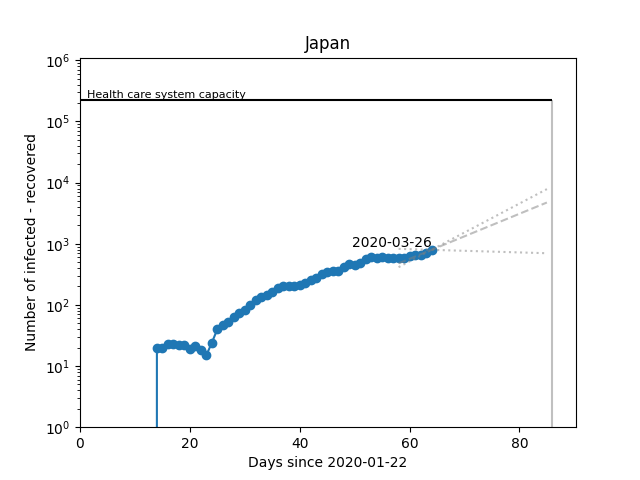 Japan
10^6
Health care system capacity
10^5
10^4
10^3
2020-03-26
10^2
10^1
10^0
0 20 40 60 80
Days since 2020-01-22
Number of infected - recovered